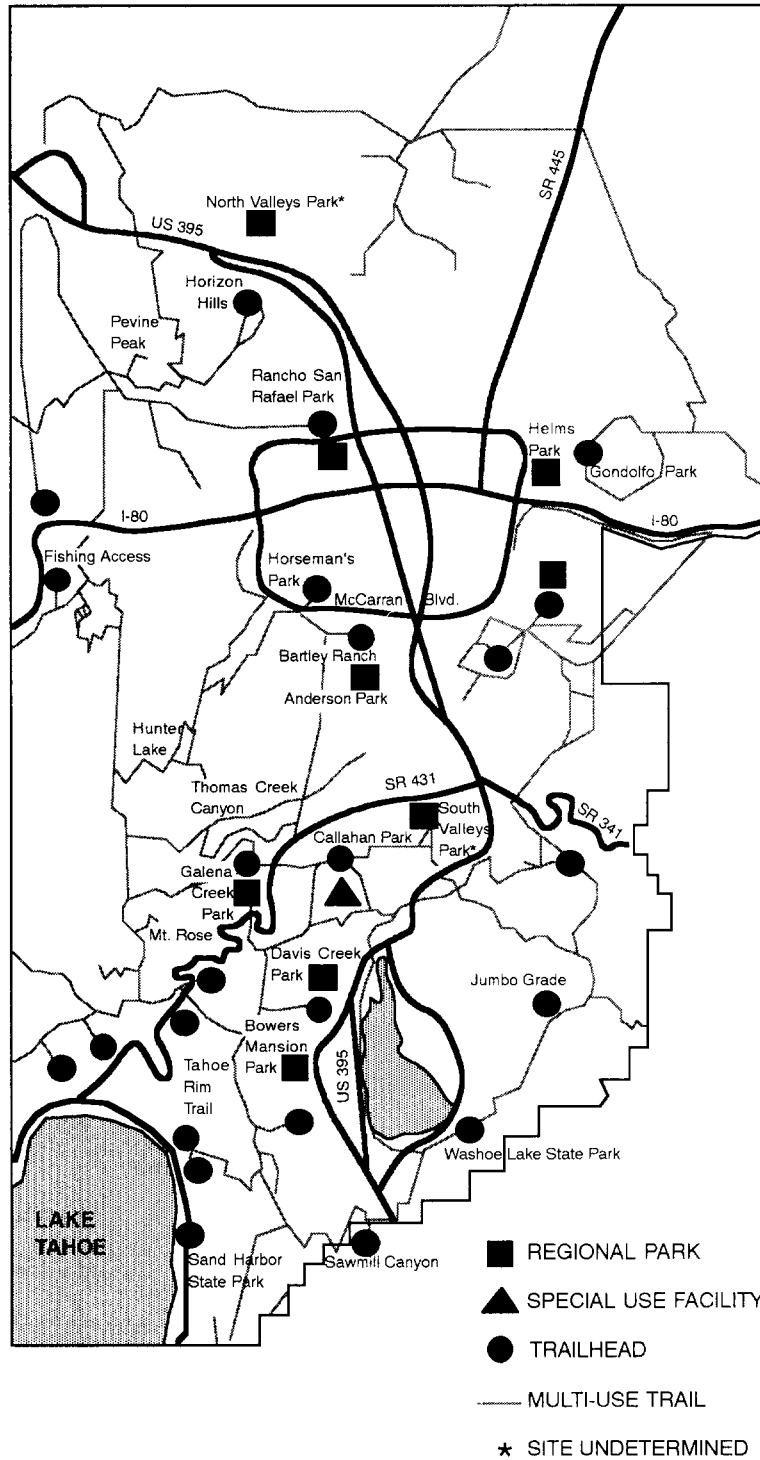 SR 445
North Valleys Park*
US 395
Horizon
Hills
Pevine
Peak
Rancho San
Rafael Park
Helms
Park
Gondolfo Park
I-80
I-80
Fishing Access
Horseman's
Park
McCarran Blvd.
Bartley Ranch
Anderson Park
Hunter
Lake
Thomas Creek
Canyon
SR 431
SR 341
South
Valleys
Park*
Callahan Park
Galena
Creek
Park
Mt. Rose
Davis Creek
Park
Jumbo Grade
Bowers
Mansion
Park
US 395
Tahoe
Rim
Trail
Washoe Lake State Park
LAKE
TAHOE
Sand Harbor
State Park
Sawmill Canyon
REGIONAL PARK
SPECIAL USE FACILITY
TRAILHEAD
MULTI-USE TRAIL
* SITE UNDETERMINED